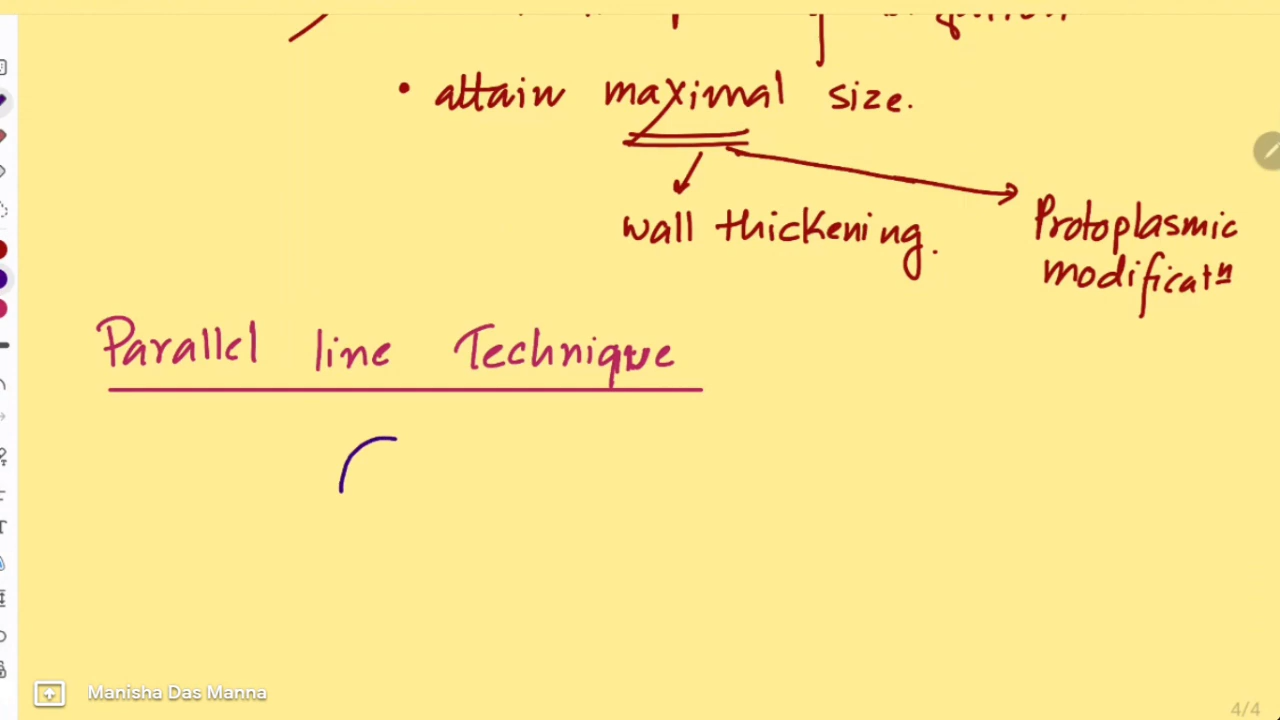 • attain maximal size.
wall thickening.
Protoplasmic
modificatⁿ
Parallel line Technique
Manisha Das Manna
4/4